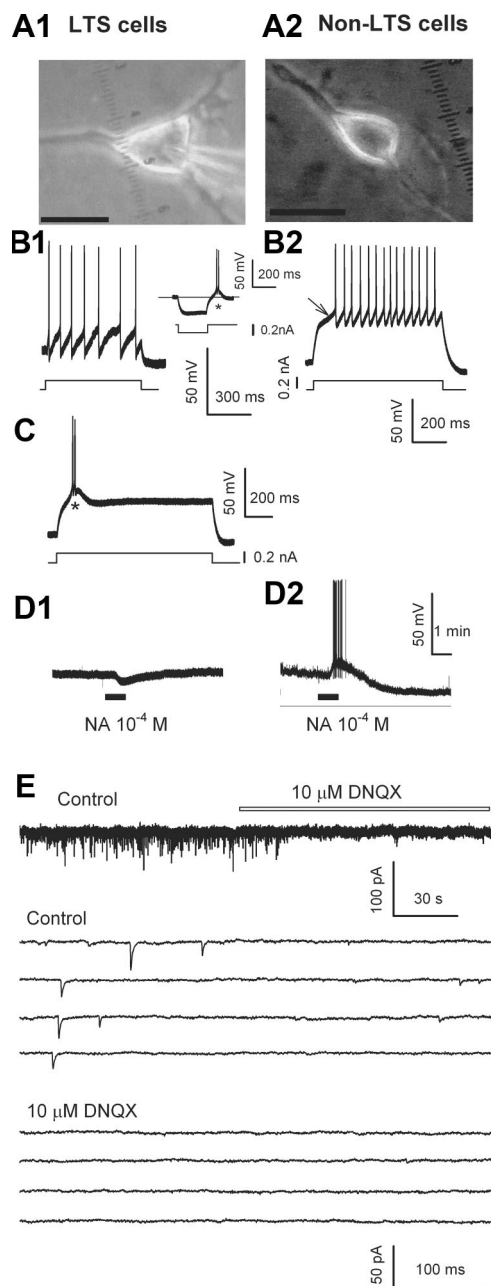 A1 LTS cells
A2 Non-LTS cells
B1
50 mV
200 ms
*
0.2nA
50 mV
300 ms
B2
0.2 nA
50 mV
200 ms
C
*
50 mV
200 ms
0.2 nA
D1
NA 10⁻⁴ M
D2
50 mV
1 min
NA 10⁻⁴ M
E
Control
10 μM DNQX
100 pA
30 s
Control
10 μM DNQX
50 pA
100 ms